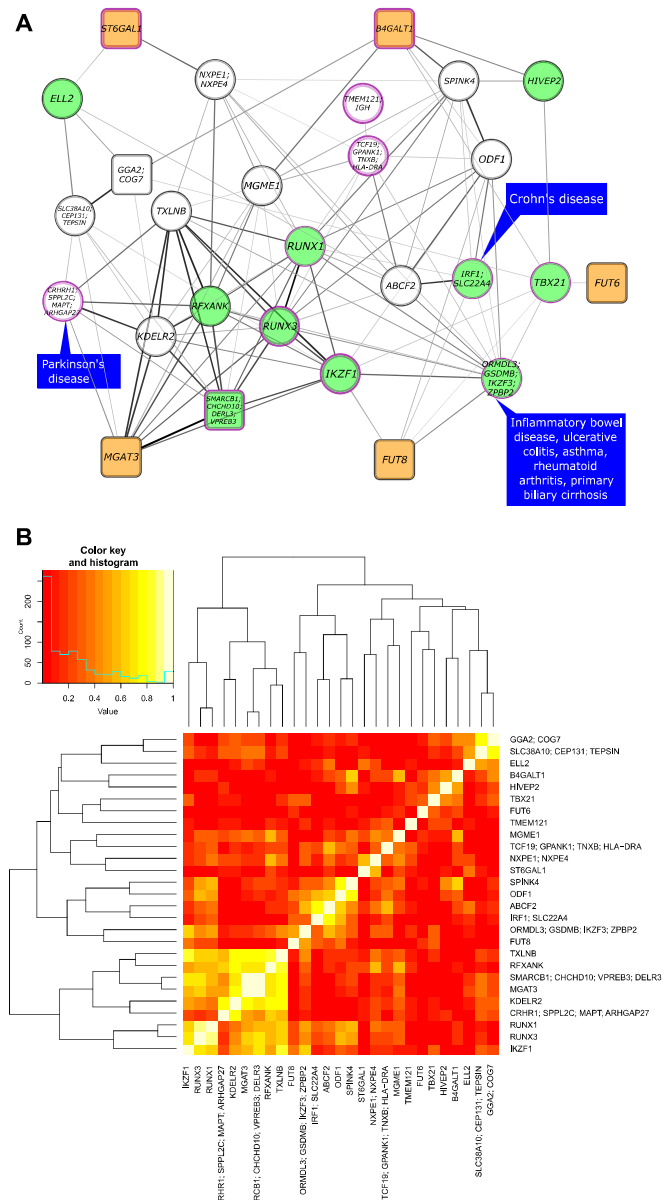 A
ST6GAL1
B4GALT1
NXPE1;
NXPE4
SPINK4
HIVEP2
ELL2
TMEM121;
IGH
TCF19;
GPANK1;
TNXB;
HLA-DRA
ODF1
GGA2;
COG7
MGME1
Crohn's disease
SLC38A10;
CEP131;
TEPSIN
TXLNB
RUNX1
IRF1;
SLC22A4
TBX21
FUT6
ABCF2
CRHR1;
SPPL2C;
MAPT;
ARHGAP27
RFXANK
RUNX3
KDELR2
Parkinson's
disease
IKZF1
ORMDL3;
GSDMB;
IKZF3;
ZPBP2
SMARCB1;
CHCHD10;
DERL3;
VPREB3
MGAT3
FUT8
Inflammatory bowel
disease, ulcerative
colitis, asthma,
rheumatoid
arthritis, primary
biliary cirrhosis
B
Color key
and histogram
Count
0 50 100 200
0.2 0.4 0.6 0.8 1
Value
GGA2; COG7
SLC38A10; CEP131; TEPSIN
ELL2
B4GALT1
HIVEP2
TBX21
FUT6
TMEM121
MGME1
TCF19; GPANK1; TNXB; HLA-DRA
NXPE1; NXPE4
ST6GAL1
SPINK4
ODF1
ABCF2
IRF1; SLC22A4
ORMDL3; GSDMB; IKZF3; ZPBP2
FUT8
TXLNB
RFXANK
SMARCB1; CHCHD10; VPREB3; DELR3
MGAT3
KDELR2
CRHR1; SPPL2C; MAPT; ARHGAP27
RUNX1
RUNX3
IKZF1
IKZF1
RUNX3
RUNX1
RHR1; SPPL2C; MAPT; ARHGAP27
KDELR2
MGAT3
RCB1; CHCHD10; VPREB3; DELR3
RFXANK
TXLNB
FUT8
ORMDL3; GSDMB; IKZF3; ZPBP2
IRF1; SLC22A4
ABCF2
ODF1
SPINK4
ST6GAL1
NXPE1; NXPE4
TCF19; GPANK1; TNXB; HLA-DRA
MGME1
TMEM121
FUT6
TBX21
HIVEP2
B4GALT1
ELL2
SLC38A10; CEP131; TEPSIN
GGA2; COG7